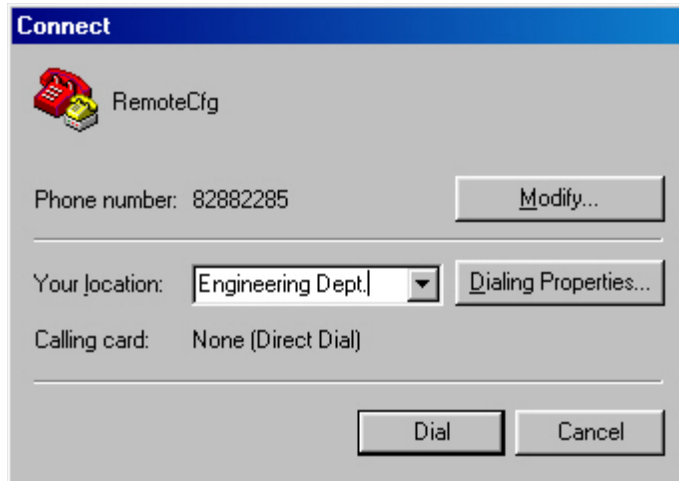 Connect
RemoteCfg
Phone number: 82882285 Modify...
Your location: Engineering Dept. Dialing Properties...
Calling card: None (Direct Dial)
Dial Cancel